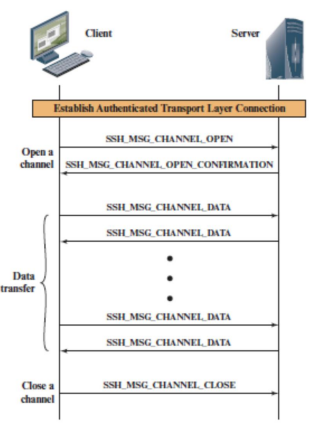 Client
Server
Establish Authenticated Transport Layer Connection
Open a
channel
SSH_MSG_CHANNEL_OPEN
SSH_MSG_CHANNEL_OPEN_CONFIRMATION
SSH_MSG_CHANNEL_DATA
SSH_MSG_CHANNEL_DATA
Data
transfer
SSH_MSG_CHANNEL_DATA
SSH_MSG_CHANNEL_DATA
Close a
channel
SSH_MSG_CHANNEL_CLOSE